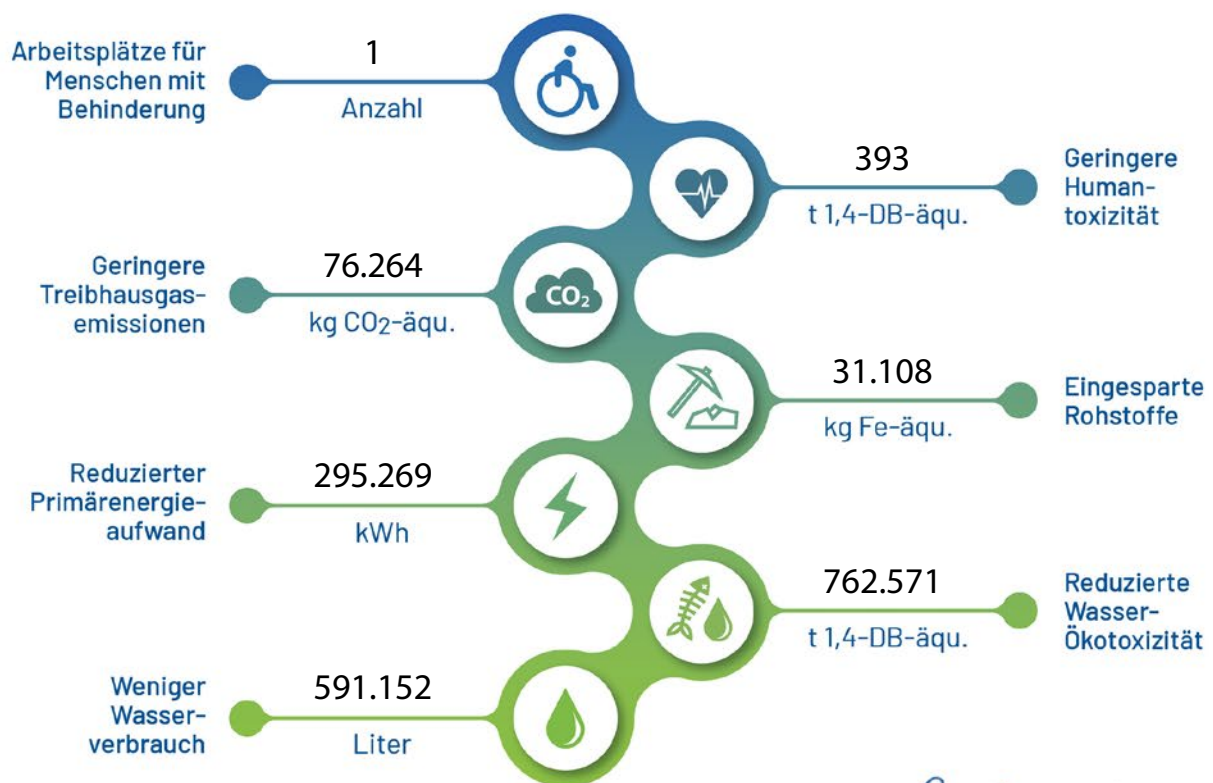 Arbeitsplätze für
Menschen mit
Behinderung
1
Anzahl
393
t 1,4-DB-äqu.
Geringere
Human-
toxizität
Geringere
Treibhausgas-
emissionen
76.264
kg CO2-äqu.
CO2
31.108
kg Fe-äqu.
Eingesparte
Rohstoffe
Reduzierter
Primärenergie-
aufwand
295.269
kWh
762.571
t 1,4-DB-äqu.
Reduzierte
Wasser-
Ökotoxizität
Weniger
Wasser-
verbrauch
591.152
Liter